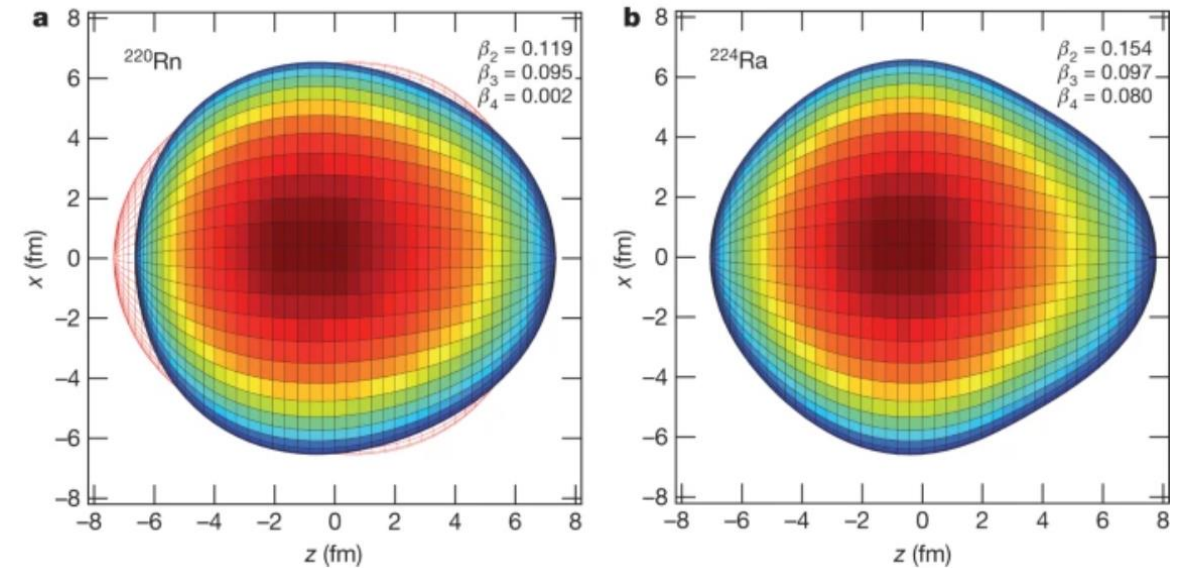 a
²²⁰Rn
β₂ = 0.119
β₃ = 0.095
β₄ = 0.002
8
6
4
2
0
–2
–4
–6
–8
x (fm)
–8 –6 –4 –2 0 2 4 6 8
z (fm)
b
²²⁴Ra
β₂ = 0.154
β₃ = 0.097
β₄ = 0.080
8
6
4
2
0
–2
–4
–6
–8
x (fm)
–8 –6 –4 –2 0 2 4 6 8
z (fm)